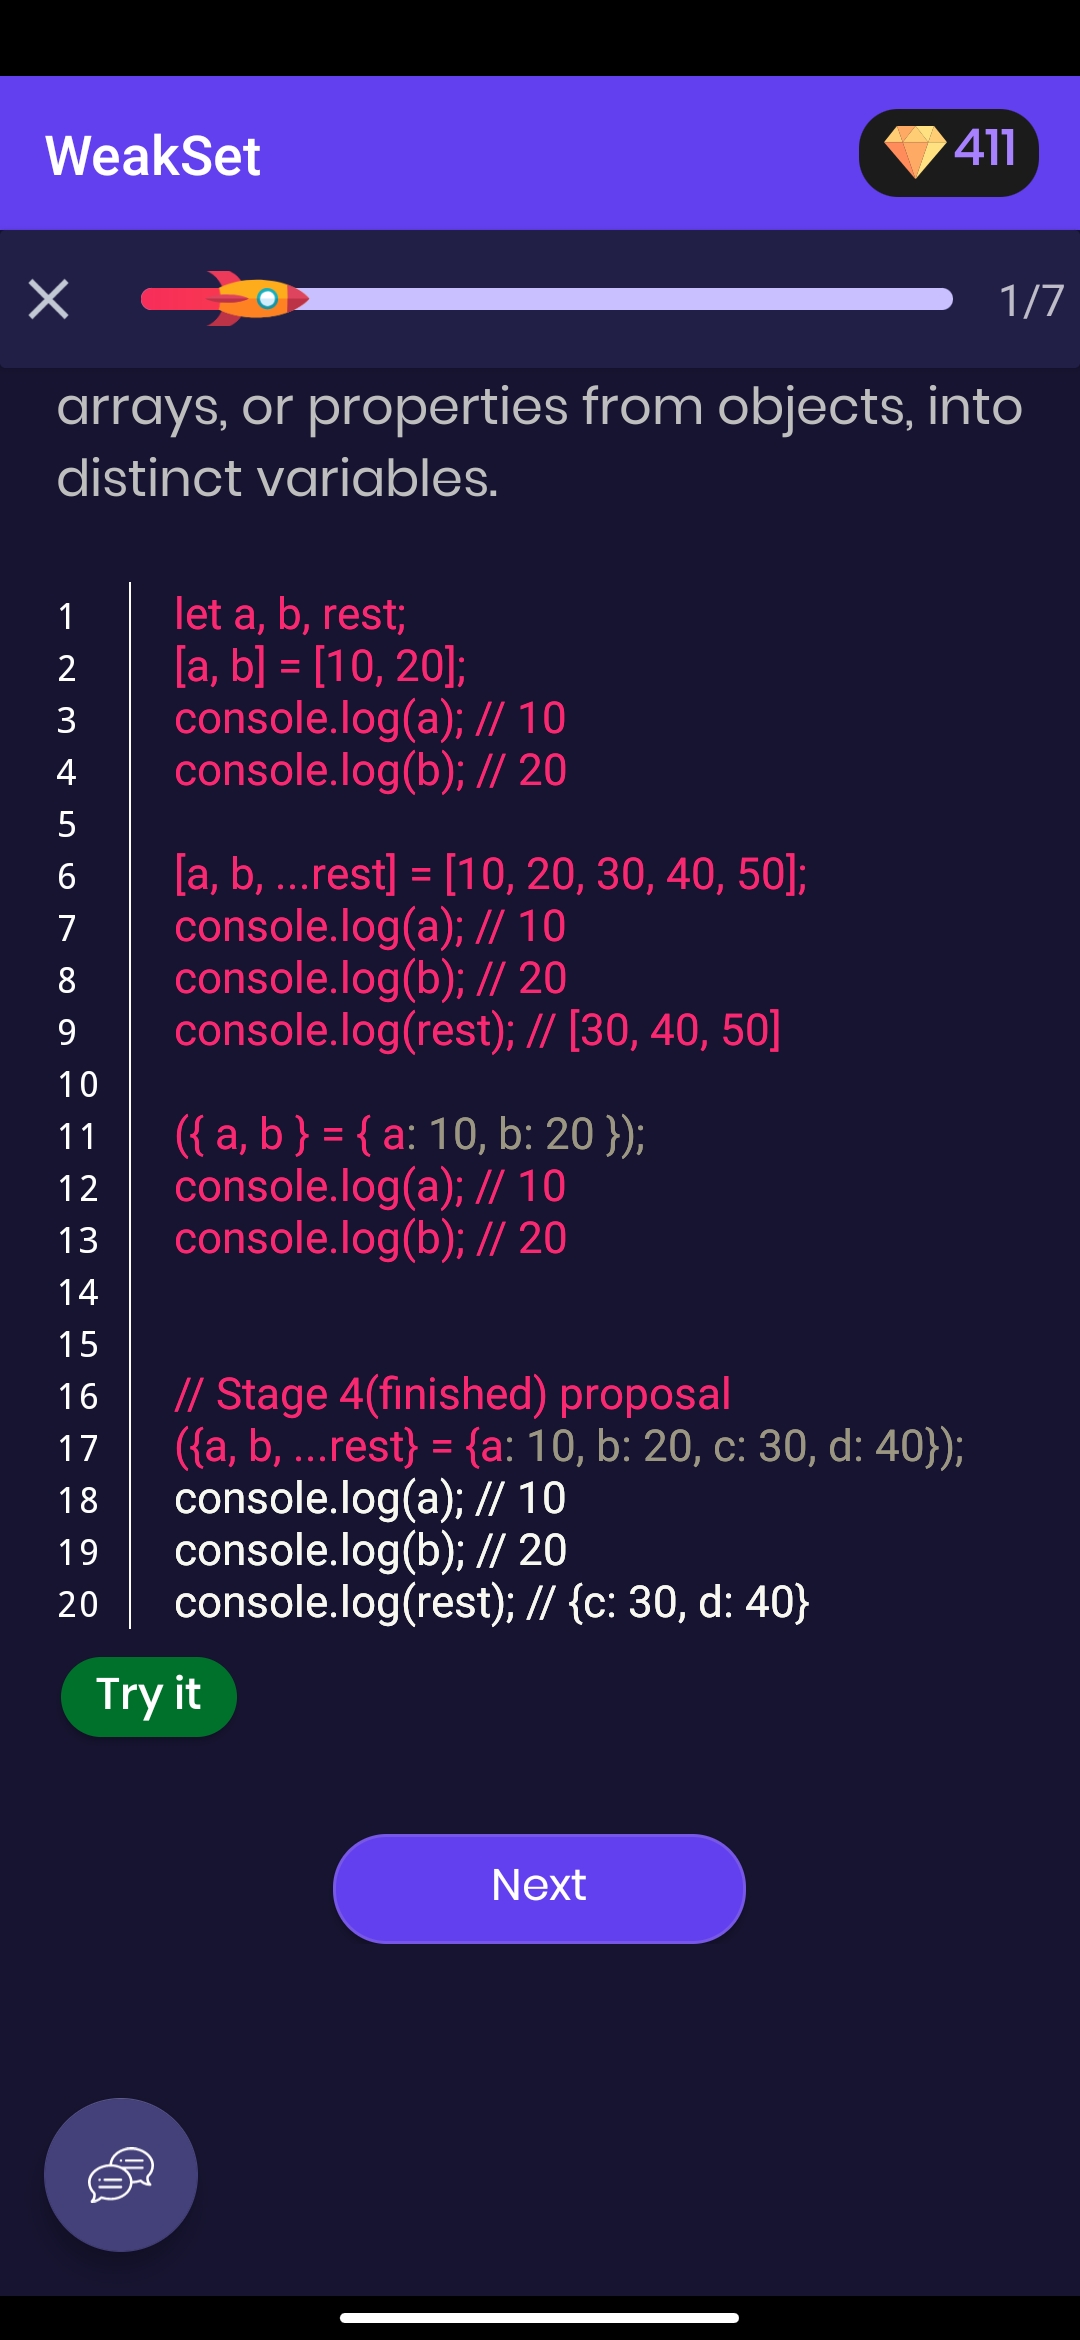 WeakSet
411
1/7
arrays, or properties from objects, into
distinct variables.
1 let a, b, rest;
2 [a, b] = [10, 20];
3 console.log(a); // 10
4 console.log(b); // 20
5
6 [a, b, ...rest] = [10, 20, 30, 40, 50];
7 console.log(a); // 10
8 console.log(b); // 20
9 console.log(rest); // [30, 40, 50]
10
11 ({ a, b } = { a: 10, b: 20 });
12 console.log(a); // 10
13 console.log(b); // 20
14
15
16 // Stage 4(finished) proposal
17 ({a, b, ...rest} = {a: 10, b: 20, c: 30, d: 40});
18 console.log(a); // 10
19 console.log(b); // 20
20 console.log(rest); // {c: 30, d: 40}
Try it
Next